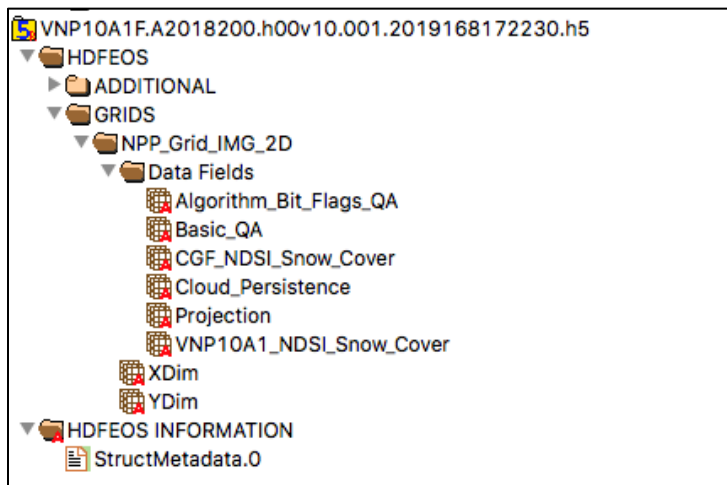 VNP10A1F.A2018200.h00v10.001.2019168172230.h5
HDFEOS
ADDITIONAL
GRIDS
NPP_Grid_IMG_2D
Data Fields
Algorithm_Bit_Flags_QA
Basic_QA
CGF_NDSI_Snow_Cover
Cloud_Persistence
Projection
VNP10A1_NDSI_Snow_Cover
XDim
YDim
HDFEOS INFORMATION
StructMetadata.0